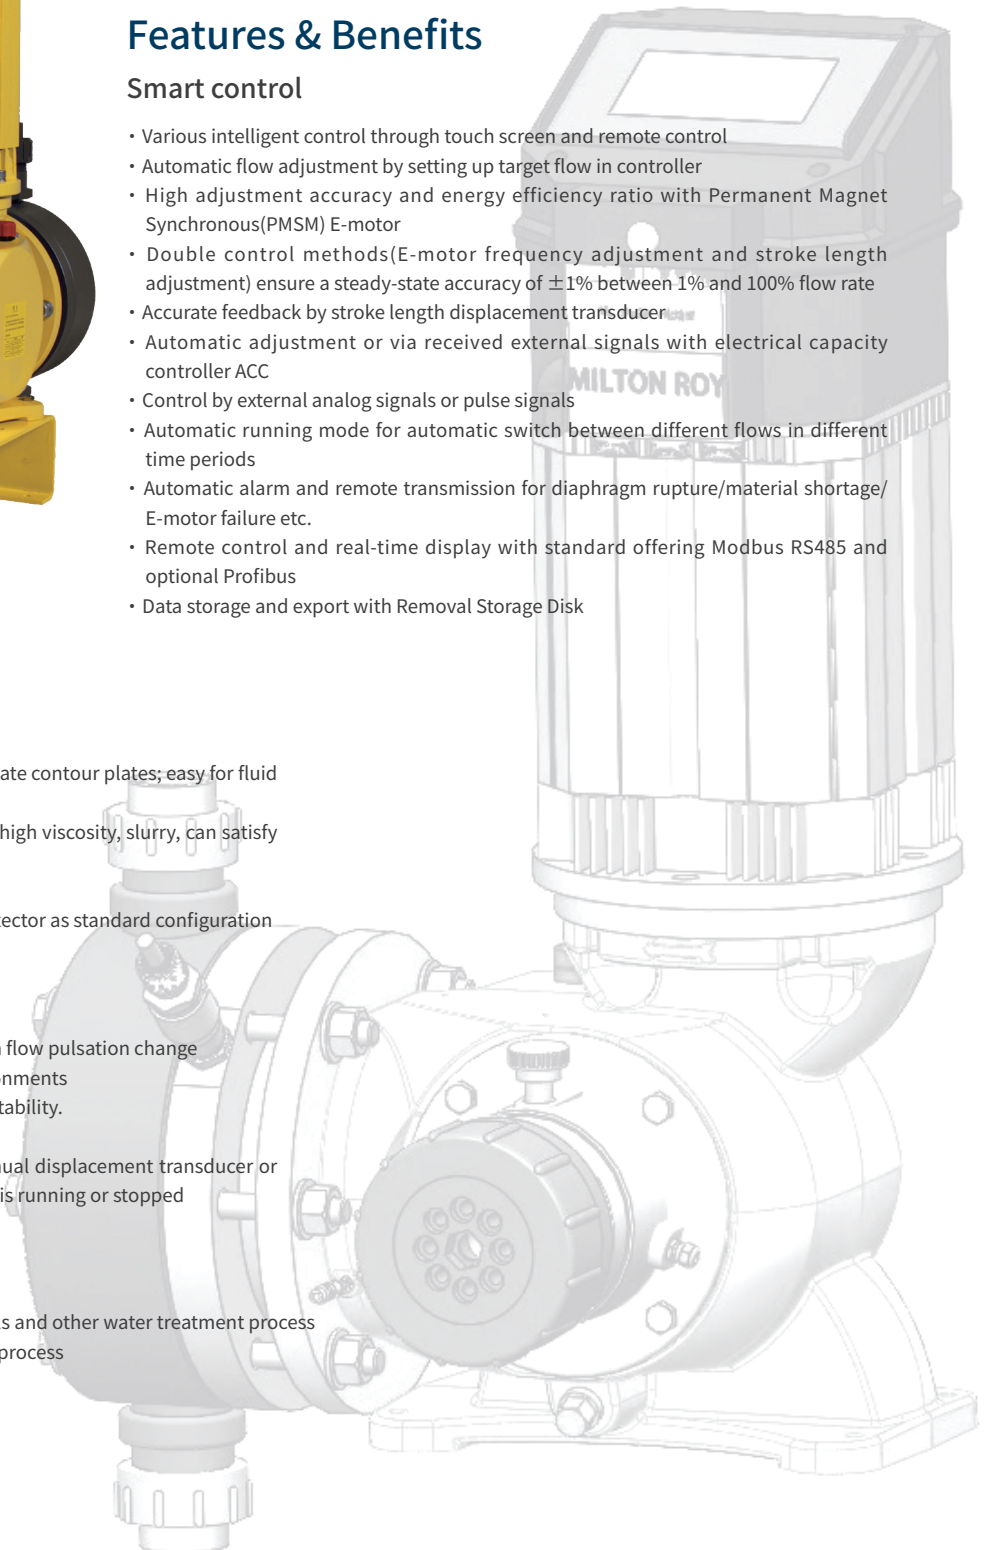 Features & Benefits
Smart control
・Various intelligent control through touch screen and remote control
・Automatic flow adjustment by setting up target flow in controller
・High adjustment accuracy and energy efficiency ratio with Permanent Magnet
Synchronous(PMSM) E-motor
・Double control methods(E-motor frequency adjustment and stroke length
adjustment) ensure a steady-state accuracy of ±1% between 1% and 100% flow rate
・Accurate feedback by stroke length displacement transducer
・Automatic adjustment or via received external signals with electrical capacity
controller ACC
・Control by external analog signals or pulse signals
MILTON ROY
・Automatic running mode for automatic switch between different flows in different
time periods
・Automatic alarm and remote transmission for diaphragm rupture/material shortage/
E-motor failure etc.
・Remote control and real-time display with standard offering Modbus RS485 and
optional Profibus
・Data storage and export with Removal Storage Disk
ate contour plates; easy for fluid
high viscosity, slurry, can satisfy
tector as standard configuration
flow pulsation change
onments
tability.
nual displacement transducer or
is running or stopped
ls and other water treatment process
process